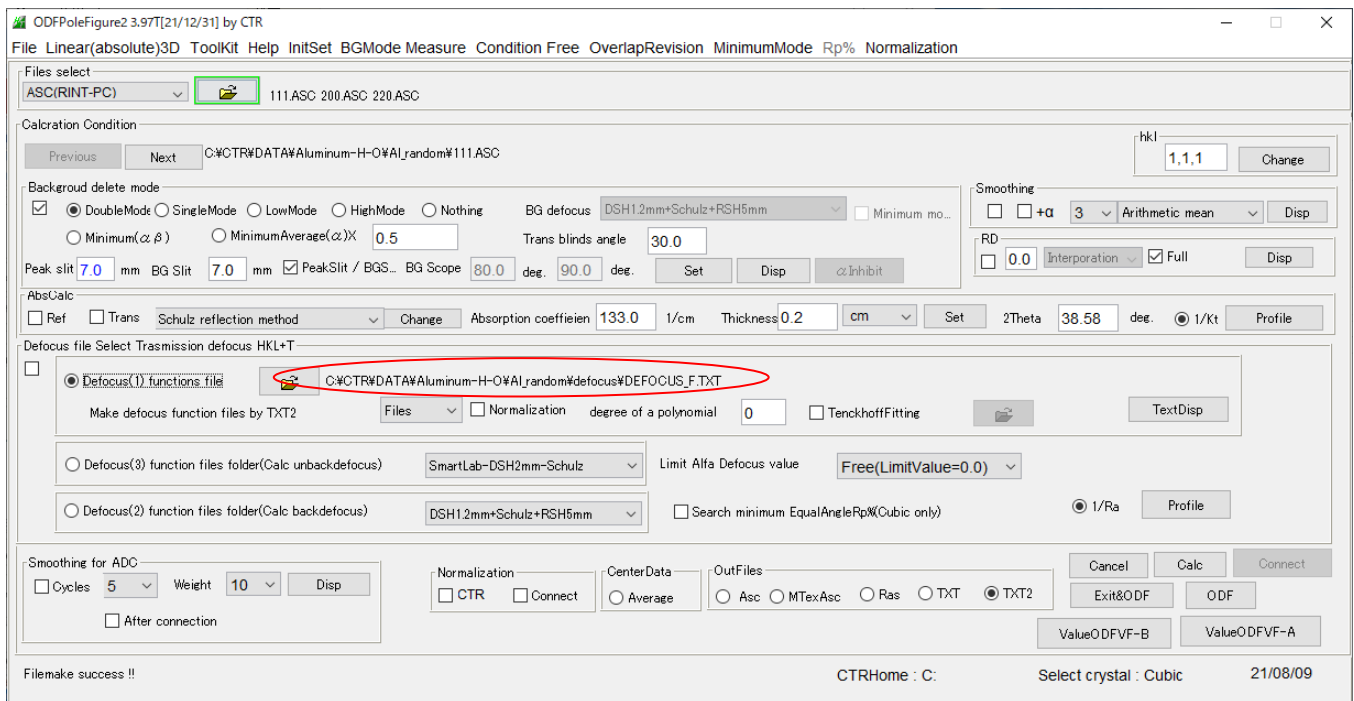 ODFPoleFigure2 3.97T[21/12/31] by CTR
File Linear(absolute)3D ToolKit Help InitSet BGMode Measure Condition Free OverlapRevision MinimumMode Rp% Normalization
Files select
ASC(RINT-PC) 111.ASC 200.ASC 220.ASC
Calcration Condition
Previous Next C:¥CTR¥DATA¥Aluminum-H-O¥Al_random¥111.ASC
hkl
1,1,1 Change
Backgroud delete mode
DoubleMode SingleMode LowMode HighMode Nothing BG defocus DSH1.2mm+Schulz+RSH5mm Minimum mo...
Minimum(αβ) MinimumAverage(α)X 0.5 Trans blinds angle 30.0
Peak slit 7.0 mm BG Slit 7.0 mm PeakSlit / BGS... BG Scope 80.0 deg. 90.0 deg. Set Disp αInhibit
Smoothing
+α 3 Arithmetic mean Disp
RD
0.0 Interporation Full Disp
AbsCalc
Ref Trans Schulz reflection method Change Absorption coeffieien 133.0 1/cm Thickness 0.2 cm Set 2Theta 38.58 deg. 1/Kt Profile
Defocus file Select Trasmission defocus HKL+T
Defocus(1) functions file C:¥CTR¥DATA¥Aluminum-H-O¥Al_random¥defocus¥DEFOCUS_F.TXT
Make defocus function files by TXT2 Files Normalization degree of a polynomial 0 TenckhoffFitting TextDisp
Defocus(3) function files folder(Calc unbackdefocus) SmartLab-DSH2mm-Schulz Limit Alfa Defocus value Free(LimitValue=0.0)
Defocus(2) function files folder(Calc backdefocus) DSH1.2mm+Schulz+RSH5mm Search minimum EqualAngleRp%(Cubic only) 1/Ra Profile
Smoothing for ADC
Cycles 5 Weight 10 Disp
After connection
Normalization
CTR Connect
CenterData
Average
OutFiles
Asc MTexAsc Ras TXT TXT2
Cancel Calc Connect
Exit&ODF ODF
ValueODFVF-B ValueODFVF-A
Filemake success !! CTRHome : C: Select crystal : Cubic 21/08/09